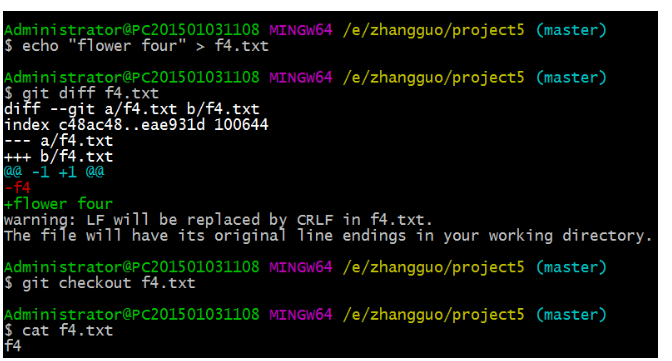 Administrator@PC201501031108 MINGW64 /e/zhangguo/project5 (master)
$ echo "flower four" > f4.txt
Administrator@PC201501031108 MINGW64 /e/zhangguo/project5 (master)
$ git diff f4.txt
diff --git a/f4.txt b/f4.txt
index c48ac48..eae931d 100644
--- a/f4.txt
+++ b/f4.txt
@@ -1 +1 @@
-f4
+flower four
warning: LF will be replaced by CRLF in f4.txt.
The file will have its original line endings in your working directory.
Administrator@PC201501031108 MINGW64 /e/zhangguo/project5 (master)
$ git checkout f4.txt
Administrator@PC201501031108 MINGW64 /e/zhangguo/project5 (master)
$ cat f4.txt
f4